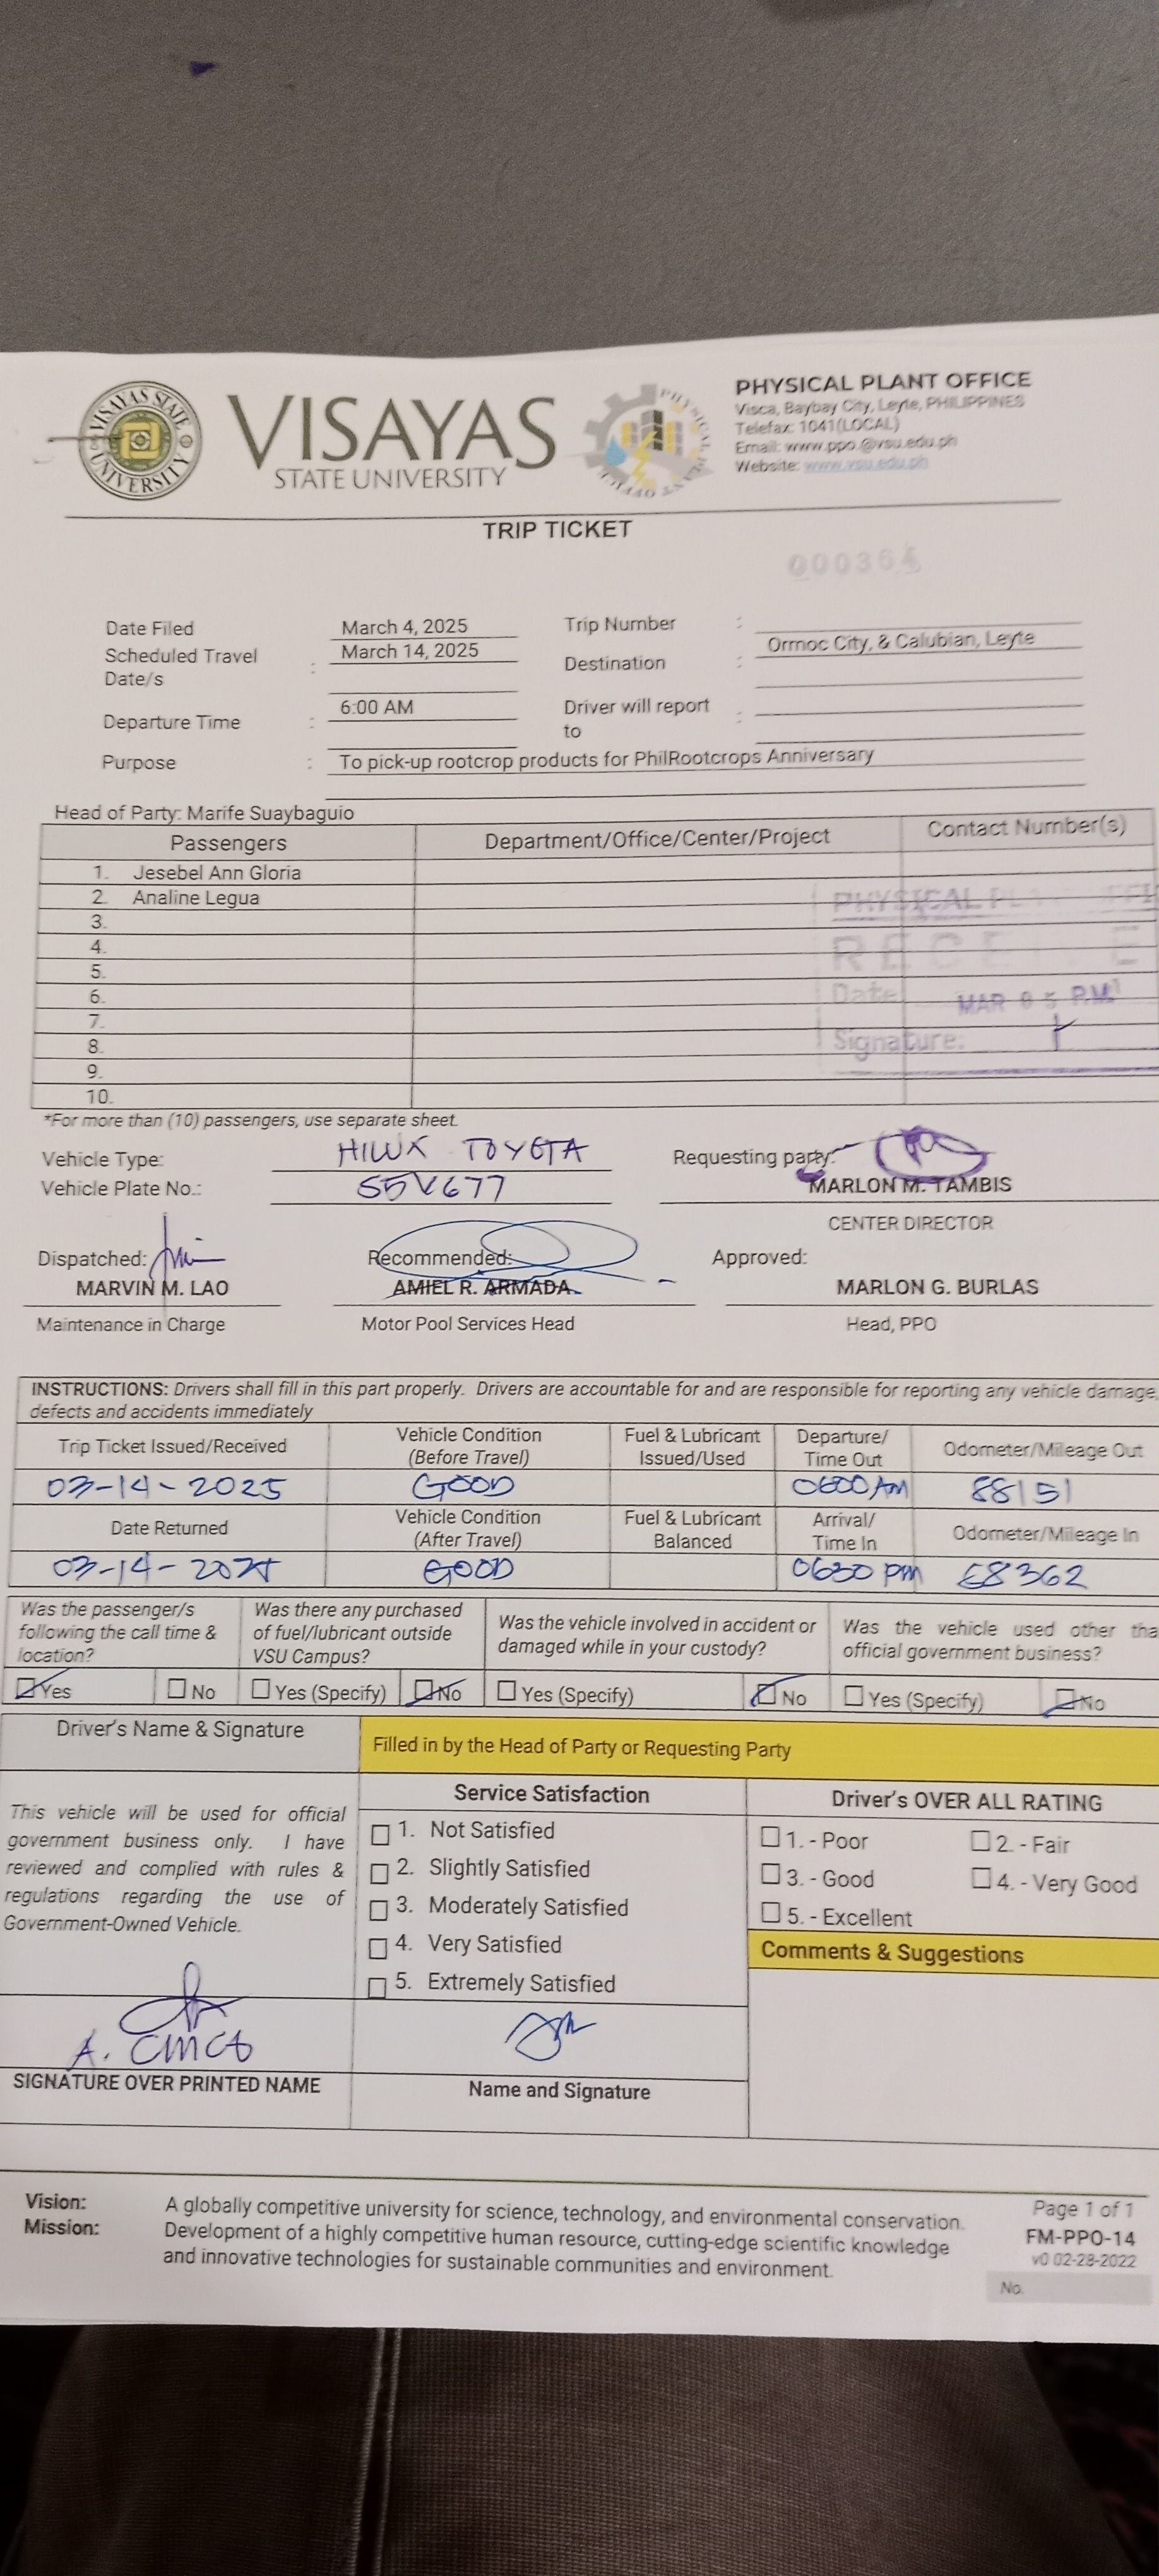 VISAYAS STATE UNIVERSITY
VISAYAS
STATE UNIVERSITY
PHYSICAL PLANT OFFICE
PHYSICAL PLANT OFFICE
Visca, Baybay City, Leyte, PHILIPPINES
Telefax: 1041(LOCAL)
Email: www.ppo.@vsu.edu.ph
Website: www.vsu.edu.ph
TRIP TICKET
Date Filed March 4, 2025 Trip Number :
Scheduled Travel Date/s : March 14, 2025 Destination : Ormoc City, & Calubian, Leyte
Departure Time : 6:00 AM Driver will report to :
Purpose : To pick-up rootcrop products for PhilRootcrops Anniversary
Head of Party: Marife Suaybaguio
Passengers Department/Office/Center/Project Contact Number(s)
1. Jesebel Ann Gloria
2. Analine Legua
3.
4.
5.
6.
7.
8.
9.
10.
PHYSICAL
Date MAR 05 P.M.
Signature:
*For more than (10) passengers, use separate sheet.
Vehicle Type: HILUX TOYOTA Requesting party:
Vehicle Plate No.: S5V677 MARLON M. TAMBIS
CENTER DIRECTOR
Dispatched: Recommended: Approved:
MARVIN M. LAO AMIEL R. ARMADA MARLON G. BURLAS
Maintenance in Charge Motor Pool Services Head Head, PPO
INSTRUCTIONS: Drivers shall fill in this part properly. Drivers are accountable for and are responsible for reporting any vehicle damage,
defects and accidents immediately
Trip Ticket Issued/Received Vehicle Condition (Before Travel) Fuel & Lubricant Issued/Used Departure/ Time Out Odometer/Mileage Out
03-14-2025 GOOD 0600 AM 88151
Date Returned Vehicle Condition (After Travel) Fuel & Lubricant Balanced Arrival/ Time In Odometer/Mileage In
03-14-2025 GOOD 0630 pm 88362
Was the passenger/s following the call time & location? Was there any purchased of fuel/lubricant outside VSU Campus? Was the vehicle involved in accident or damaged while in your custody? Was the vehicle used other tha official government business?
Yes No Yes (Specify) No Yes (Specify) No Yes (Specify) No
Driver's Name & Signature Filled in by the Head of Party or Requesting Party
Service Satisfaction Driver's OVER ALL RATING
This vehicle will be used for official
government business only. I have
reviewed and complied with rules &
regulations regarding the use of
Government-Owned Vehicle.
1. Not Satisfied
2. Slightly Satisfied
3. Moderately Satisfied
4. Very Satisfied
5. Extremely Satisfied
1. - Poor 2. - Fair
3. - Good 4. - Very Good
5. - Excellent
Comments & Suggestions
SIGNATURE OVER PRINTED NAME Name and Signature
Vision: A globally competitive university for science, technology, and environmental conservation.
Mission: Development of a highly competitive human resource, cutting-edge scientific knowledge
and innovative technologies for sustainable communities and environment.
Page 1 of 1
FM-PPO-14
v0 02-28-2022
No.